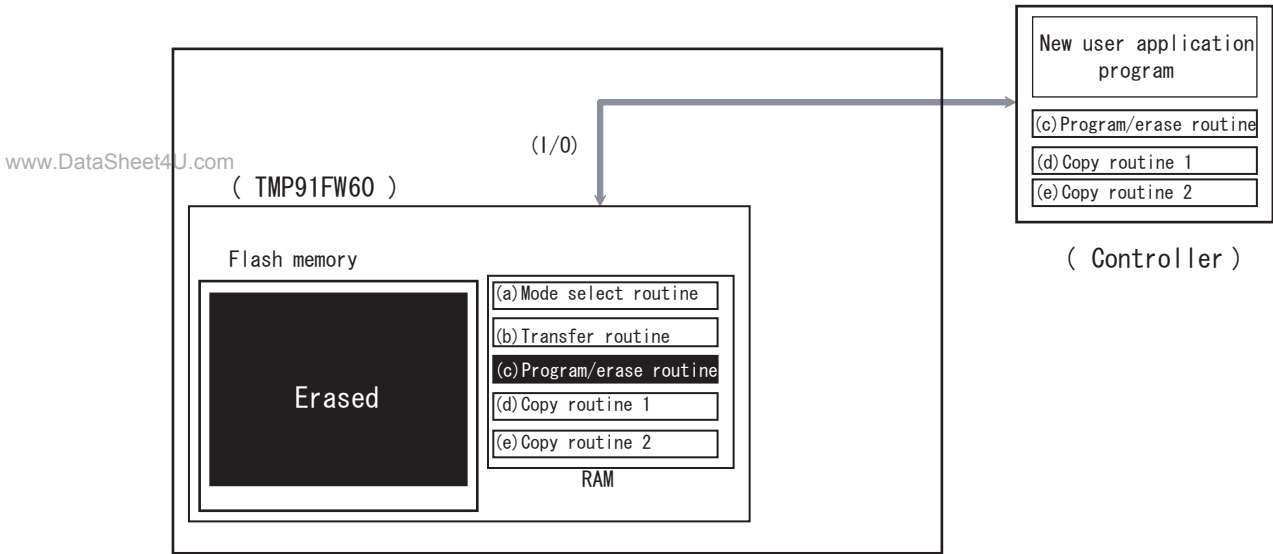 New user application
program
(c)Program/erase routine
(d)Copy routine 1
(e)Copy routine 2
( Controller )
(I/O)
www.DataSheet4U.com
( TMP91FW60 )
Flash memory
Erased
(a)Mode select routine
(b)Transfer routine
(c)Program/erase routine
(d)Copy routine 1
(e)Copy routine 2
RAM